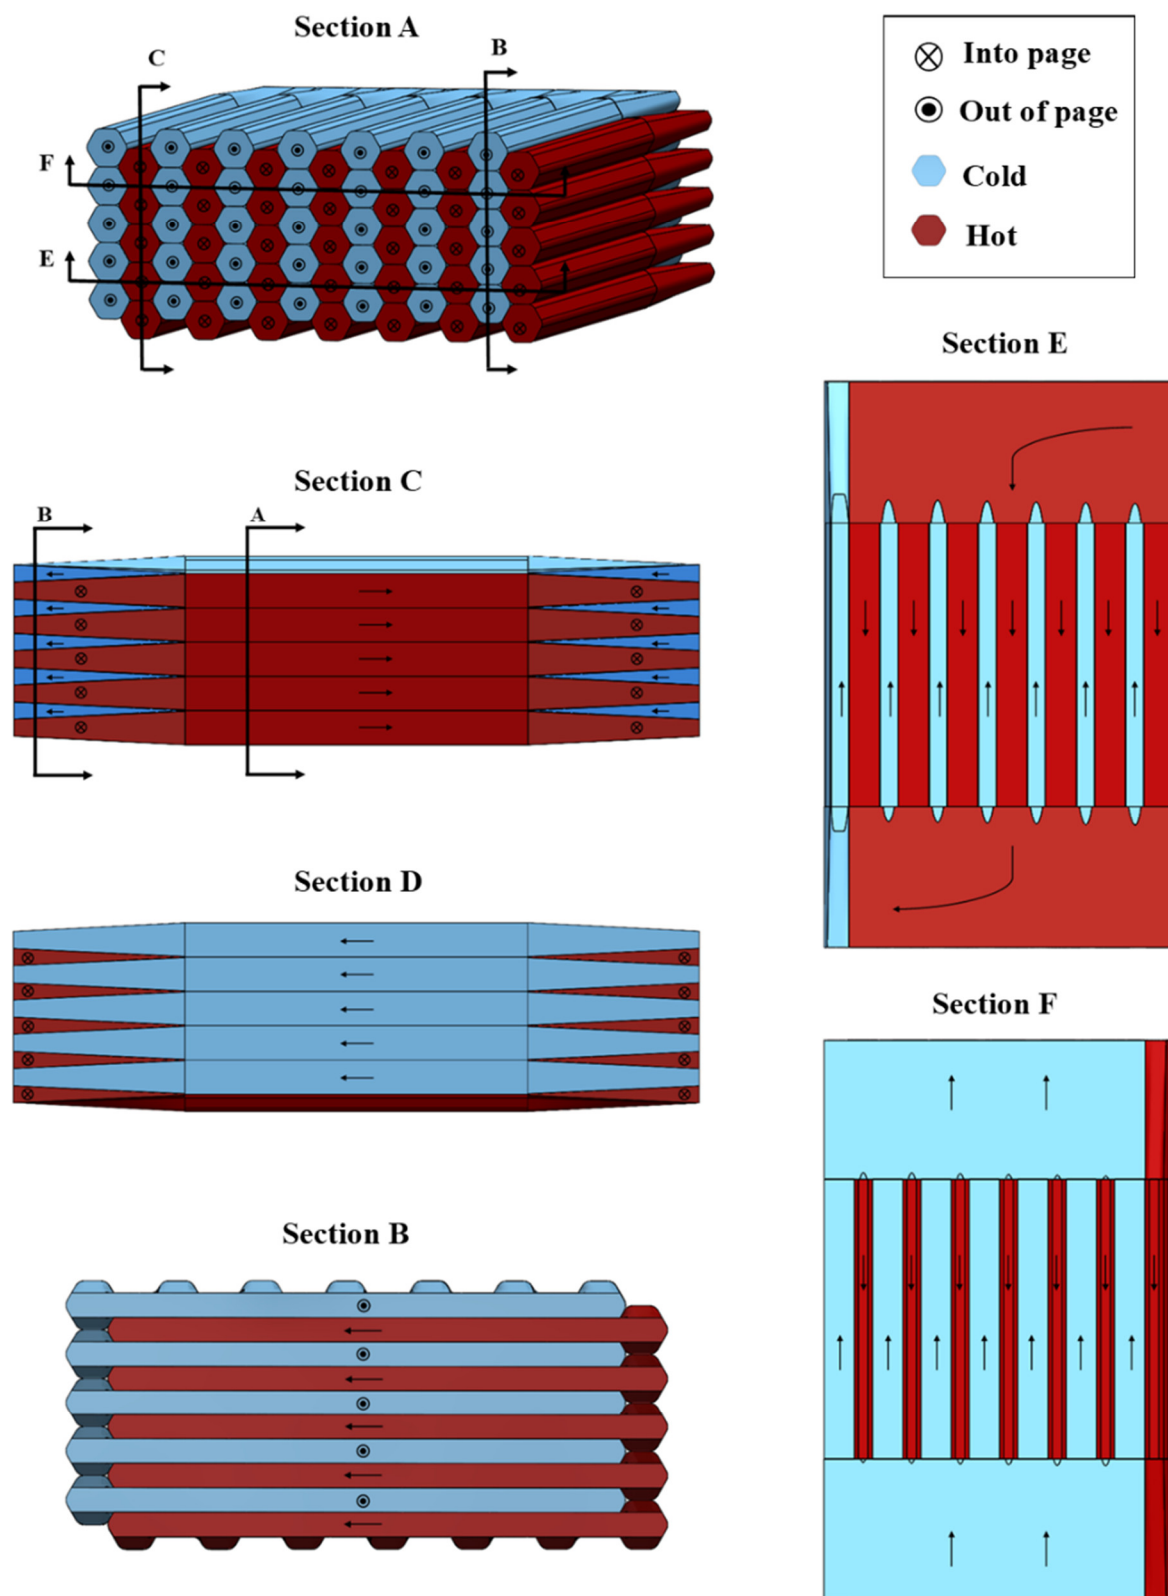 Section A
C
B
F
E
Into page
Out of page
Cold
Hot
Section E
Section C
B
A
Section D
Section F
Section B